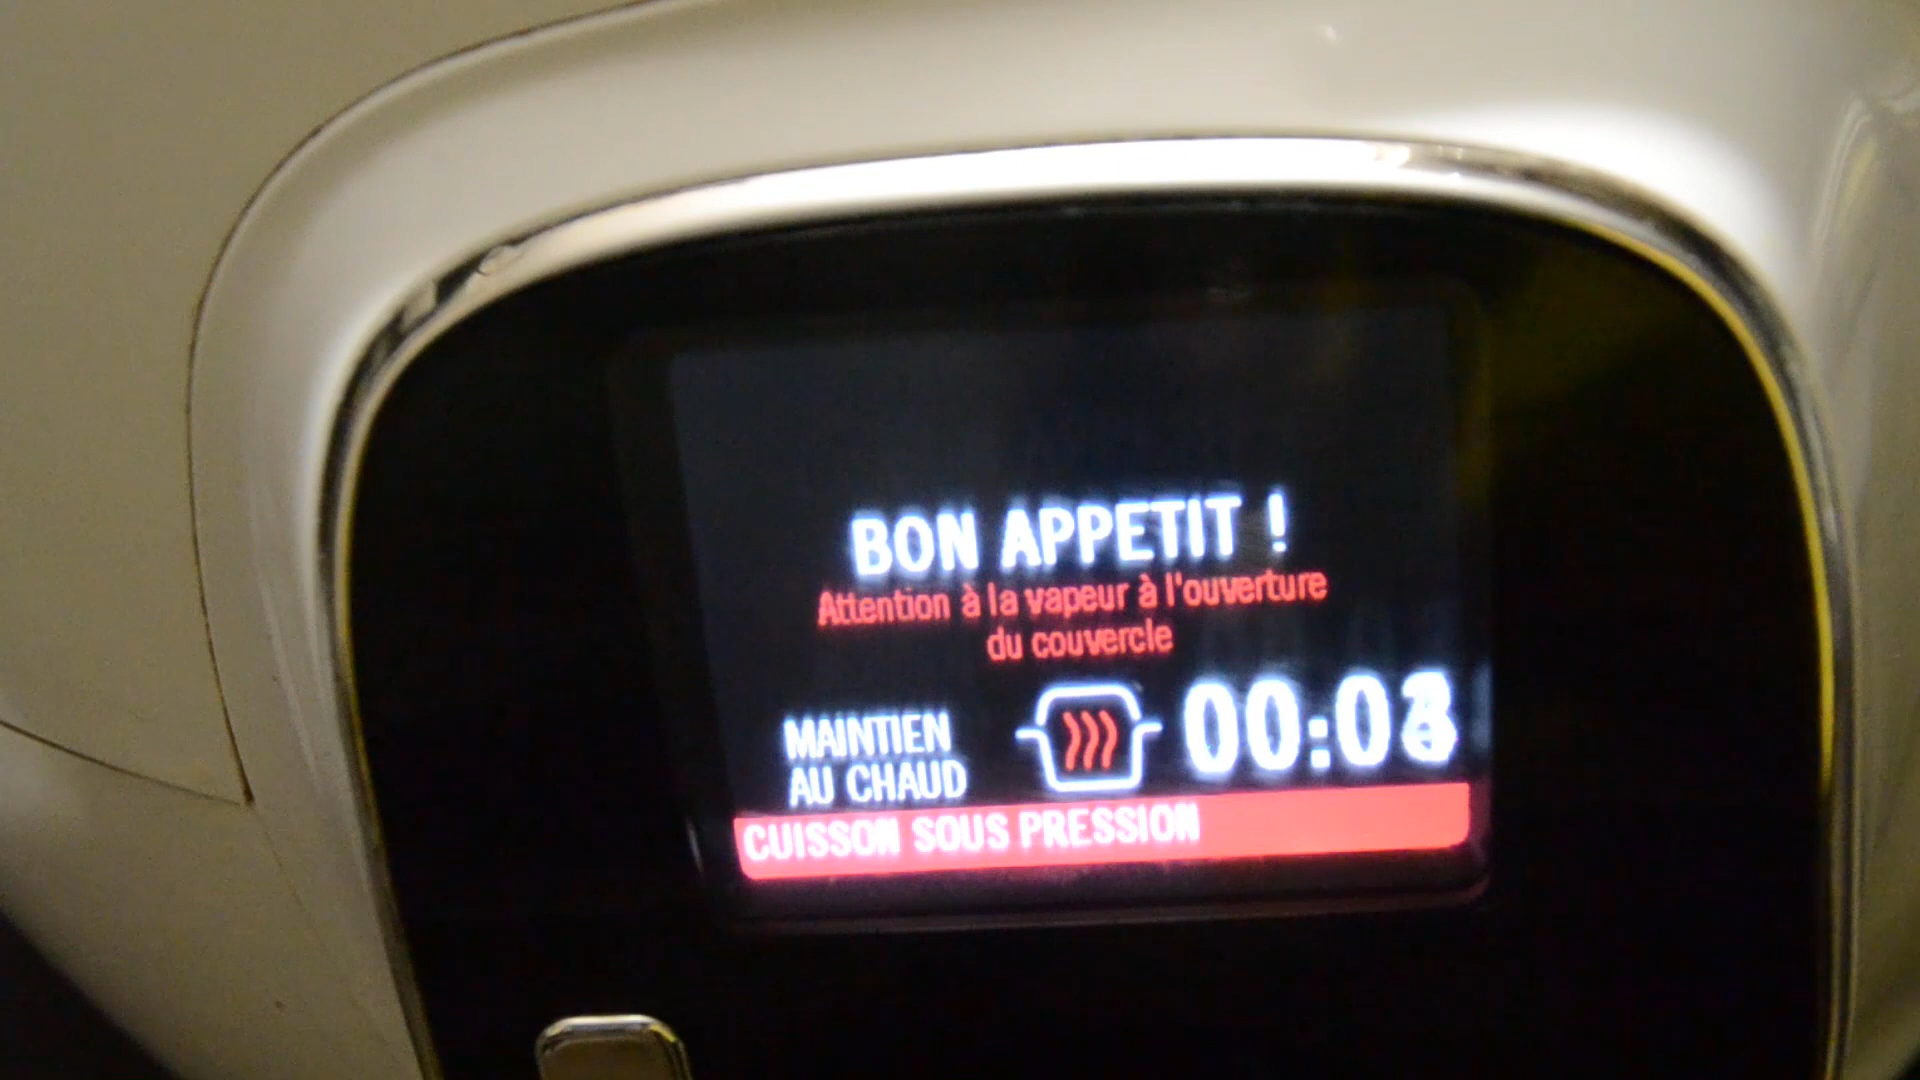 BON APPETIT !
Attention à la vapeur à l'ouverture
du couvercle
MAINTIEN
AU CHAUD
CUISSON SOUS PRESSION